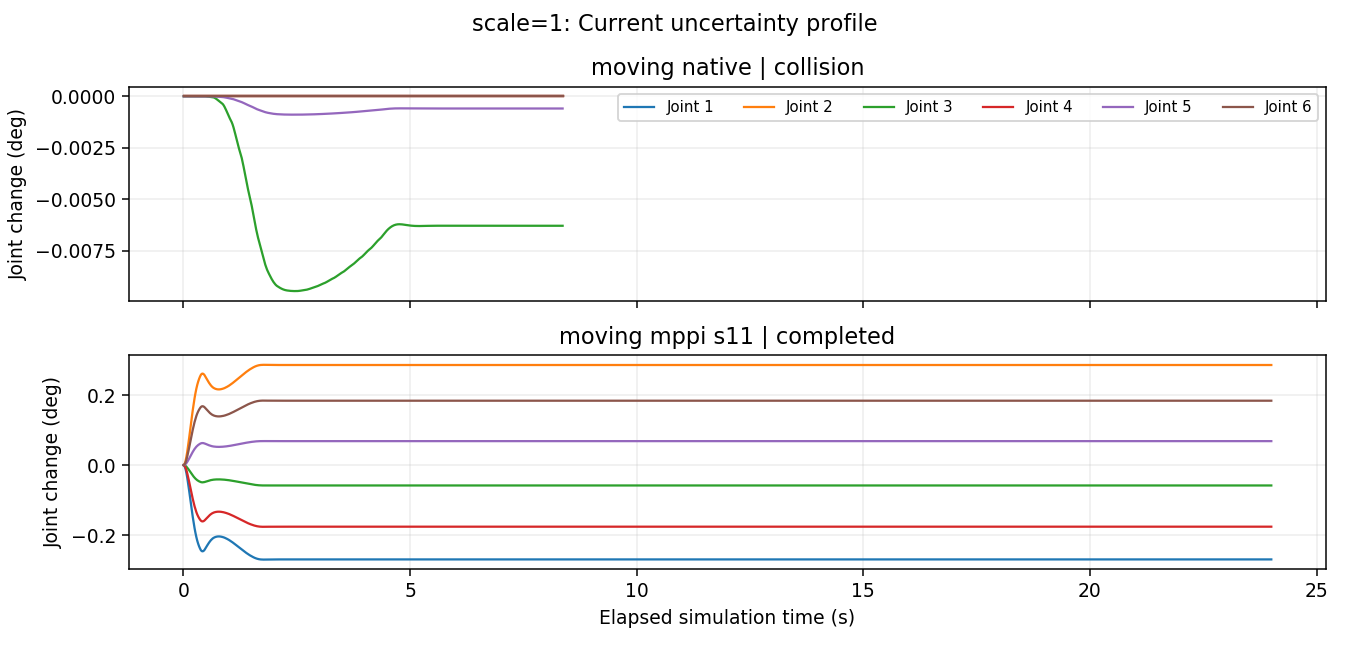 scale=1: Current uncertainty profile
moving native | collision
Joint change (deg)
0.0000
−0.0025
−0.0050
−0.0075
Joint 1 Joint 2 Joint 3 Joint 4 Joint 5 Joint 6
moving mppi s11 | completed
Joint change (deg)
0.2
0.0
−0.2
0 5 10 15 20 25
Elapsed simulation time (s)